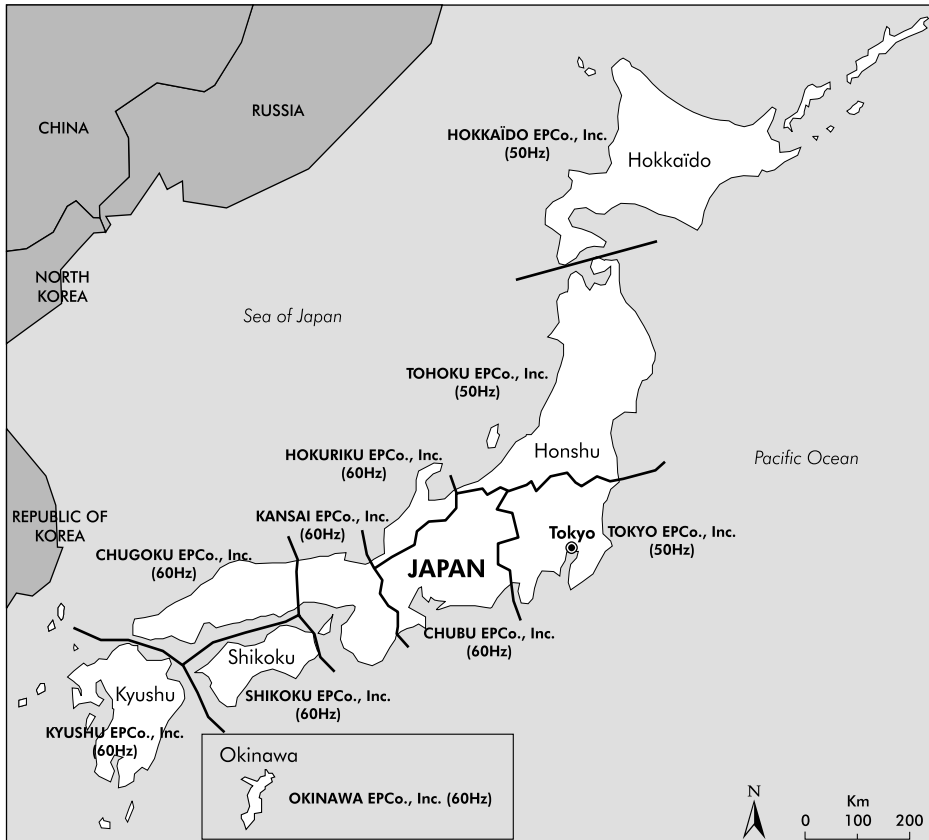 RUSSIA
CHINA
HOKKAÏDO EPCo., Inc.
(50Hz)
Hokkaïdo
NORTH
KOREA
Sea of Japan
TOHOKU EPCo., Inc.
(50Hz)
Honshu
HOKURIKU EPCo., Inc.
(60Hz)
Pacific Ocean
REPUBLIC OF
KOREA
KANSAI EPCo., Inc.
(60Hz)
Tokyo
TOKYO EPCo., Inc.
(50Hz)
CHUGOKU EPCo., Inc.
(60Hz)
JAPAN
CHUBU EPCo., Inc.
(60Hz)
Shikoku
SHIKOKU EPCo., Inc.
(60Hz)
Kyushu
KYUSHU EPCo., Inc.
(60Hz)
Okinawa
OKINAWA EPCo., Inc. (60Hz)
N
Km
0 100 200